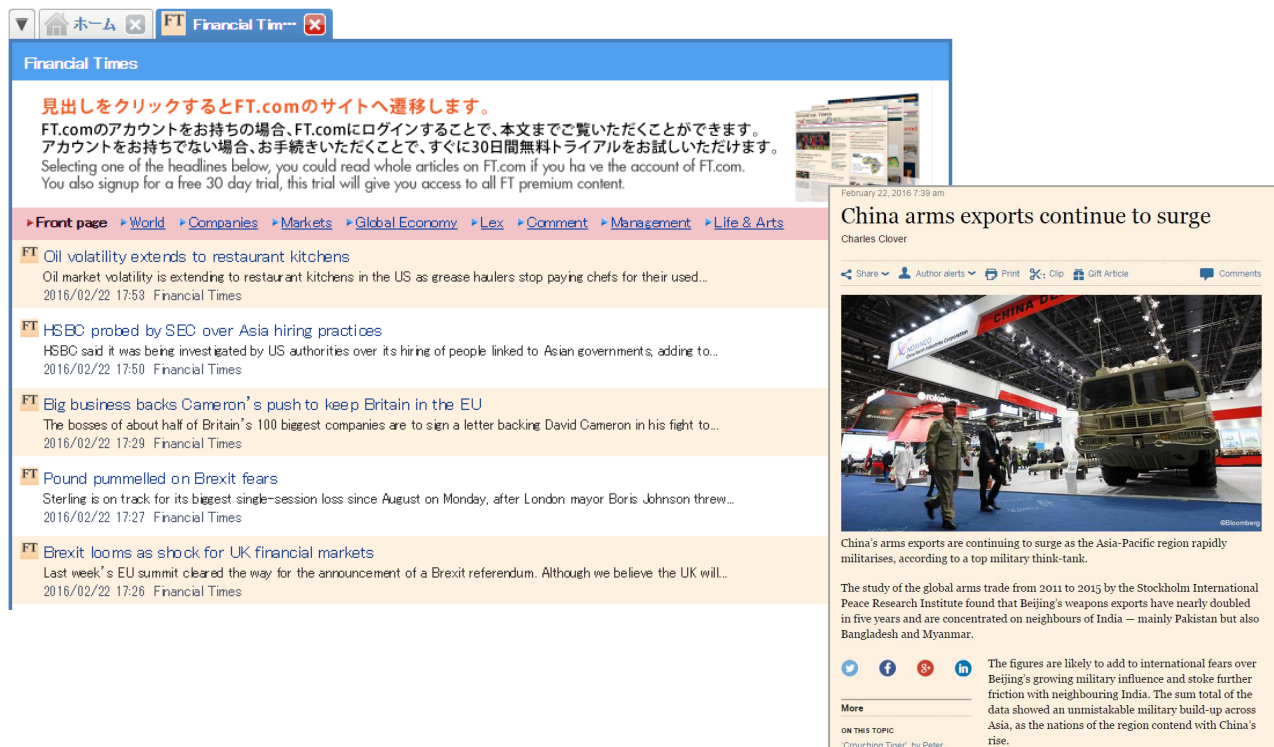 ホーム
FT Financial Tim…
Financial Times
見出しをクリックするとFT.comのサイトへ遷移します。
FT.comのアカウントをお持ちの場合、FT.comにログインすることで、本文までご覧いただくことができます。
アカウントをお持ちでない場合、お手続きいただくことで、すぐに30日間無料トライアルをお試しいただけます。
Selecting one of the headlines below, you could read whole articles on FT.com if you ha ve the account of FT.com.
You also signup for a free 30 day trial, this trial will give you access to all FT premium content.
Front page World Companies Markets Global Economy Lex Comment Management Life & Arts
FT Oil volatility extends to restaurant kitchens
Oil market volatility is extending to restaurant kitchens in the US as grease haulers stop paying chefs for their used...
2016/02/22 17:53 Financial Times
FT HSBC probed by SEC over Asia hiring practices
HSBC said it was being investigated by US authorities over its hiring of people linked to Asian governments, adding to...
2016/02/22 17:50 Financial Times
FT Big business backs Cameron's push to keep Britain in the EU
The bosses of about half of Britain's 100 biggest companies are to sign a letter backing David Cameron in his fight to...
2016/02/22 17:29 Financial Times
FT Pound pummelled on Brexit fears
Sterling is on track for its biggest single-session loss since August on Monday, after London mayor Boris Johnson threw...
2016/02/22 17:27 Financial Times
FT Brexit looms as shock for UK financial markets
Last week's EU summit cleared the way for the announcement of a Brexit referendum. Although we believe the UK will...
2016/02/22 17:26 Financial Times
February 22, 2016 7:39 am
China arms exports continue to surge
Charles Clover
Share Author alerts Print Clip Gift Article Comments
CHINA DE
NORINCO
China North Industries Corporation
©Bloomberg
China's arms exports are continuing to surge as the Asia-Pacific region rapidly
militarises, according to a top military think-tank.
The study of the global arms trade from 2011 to 2015 by the Stockholm International
Peace Research Institute found that Beijing's weapons exports have nearly doubled
in five years and are concentrated on neighbours of India — mainly Pakistan but also
Bangladesh and Myanmar.
The figures are likely to add to international fears over
Beijing's growing military influence and stoke further
friction with neighbouring India. The sum total of the
data showed an unmistakable military build-up across
Asia, as the nations of the region contend with China's
rise.
More
ON THIS TOPIC
'Crouching Tiger', by Peter